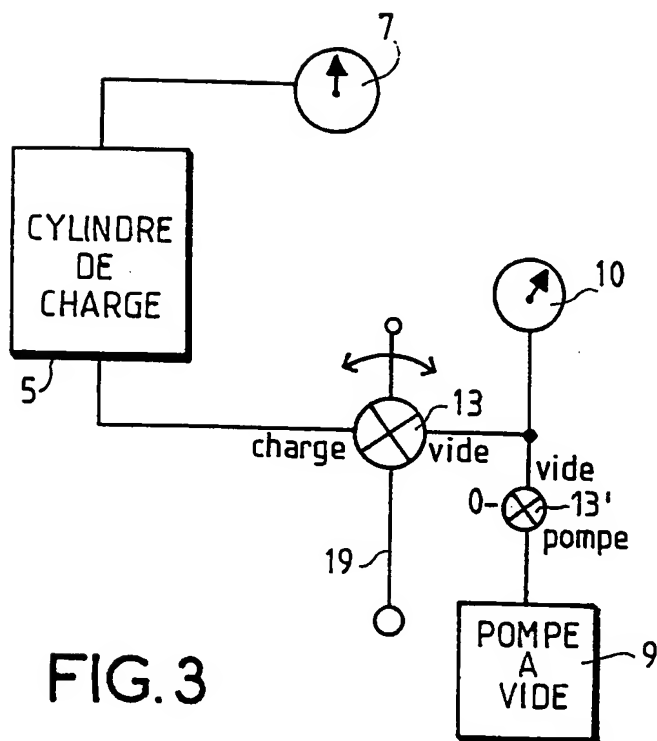 7
CYLINDRE
DE
CHARGE
5
10
13
charge
vide
vide
0-
13'
pompe
19
POMPE
A
VIDE
9
FIG. 3